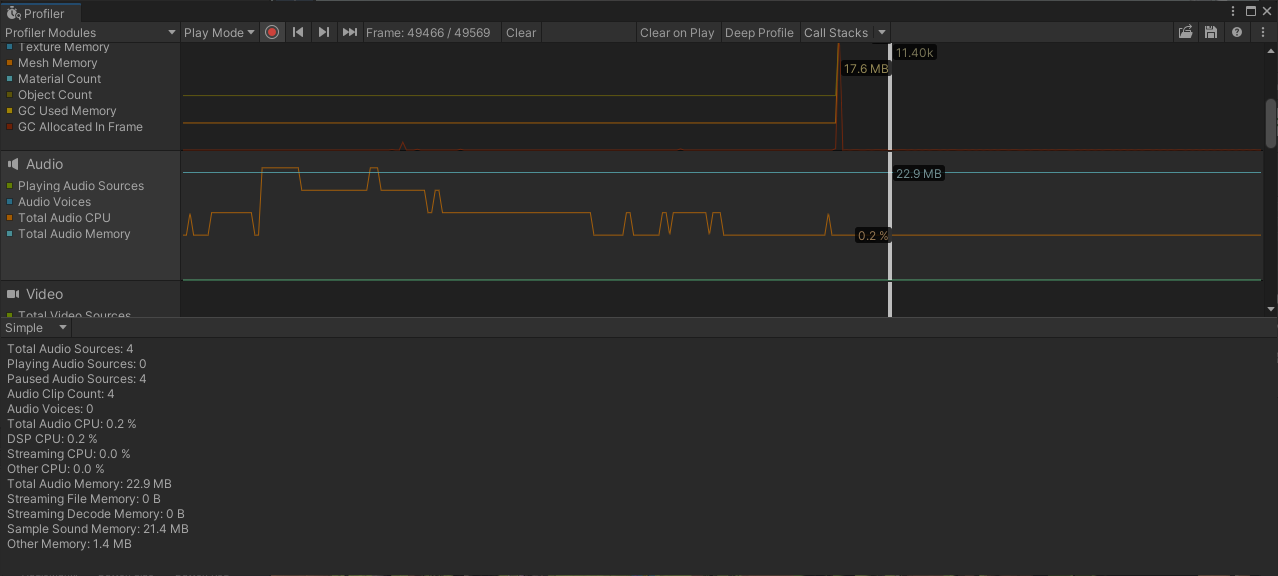 Profiler
Profiler Modules Play Mode Frame: 49466 / 49569 Clear Clear on Play Deep Profile Call Stacks
Texture Memory
Mesh Memory
Material Count
Object Count
GC Used Memory
GC Allocated In Frame
11.40k
17.6 MB
Audio
Playing Audio Sources
Audio Voices
Total Audio CPU
Total Audio Memory
22.9 MB
0.2 %
Video
Total Video Sources
Simple
Total Audio Sources: 4
Playing Audio Sources: 0
Paused Audio Sources: 4
Audio Clip Count: 4
Audio Voices: 0
Total Audio CPU: 0.2 %
DSP CPU: 0.2 %
Streaming CPU: 0.0 %
Other CPU: 0.0 %
Total Audio Memory: 22.9 MB
Streaming File Memory: 0 B
Streaming Decode Memory: 0 B
Sample Sound Memory: 21.4 MB
Other Memory: 1.4 MB